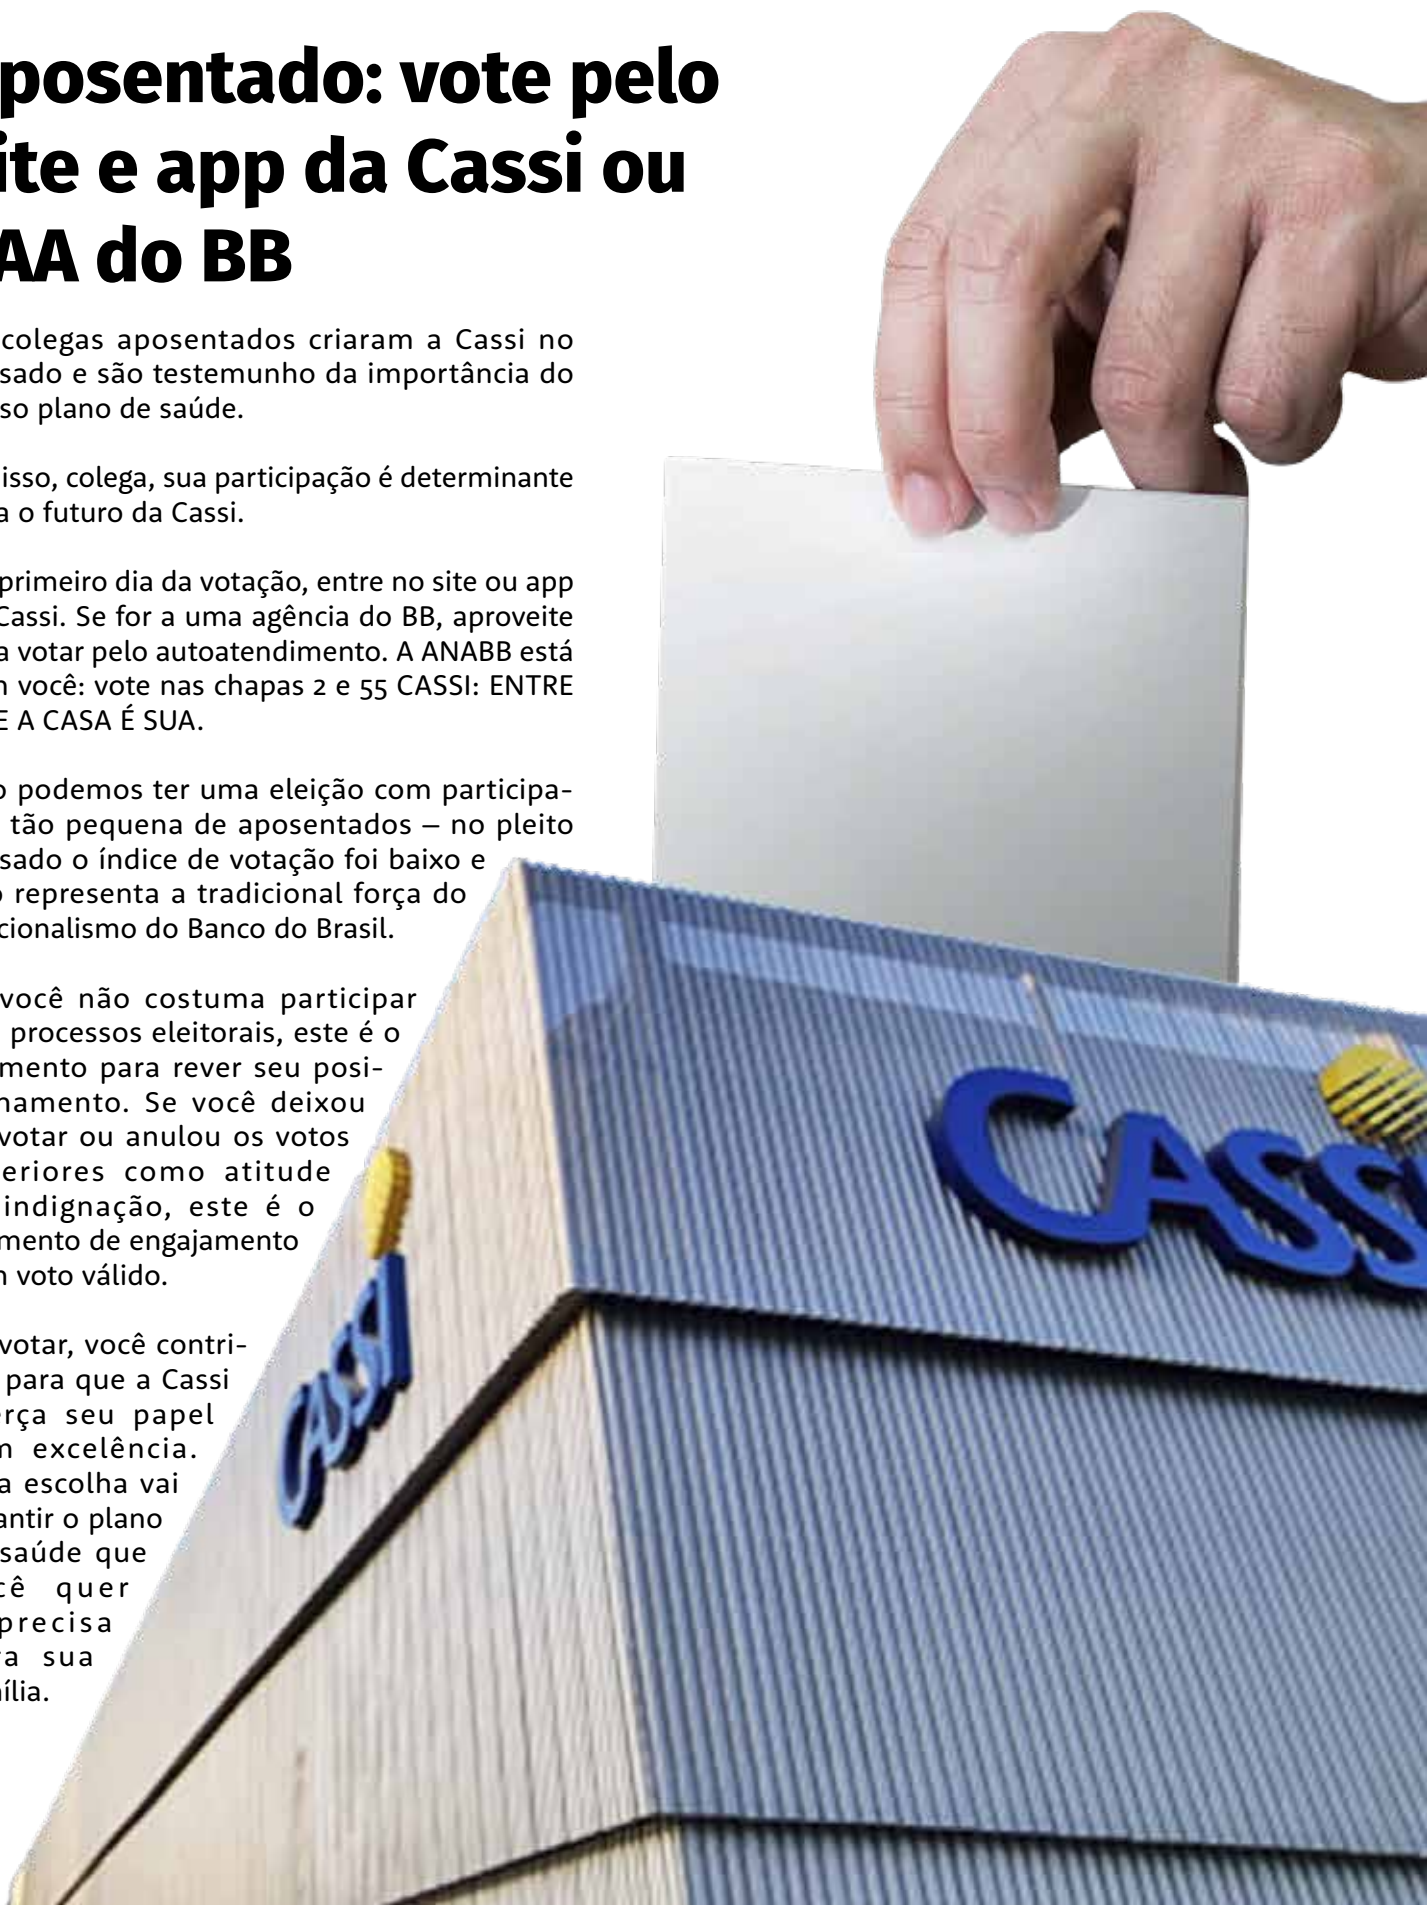 posentado: vote pelo
ite e app da Cassi ou
AA do BB
colegas aposentados criaram a Cassi no
sado e são testemunho da importância do
so plano de saúde.
isso, colega, sua participação é determinante
a o futuro da Cassi.
primeiro dia da votação, entre no site ou app
Cassi. Se for a uma agência do BB, aproveite
a votar pelo autoatendimento. A ANABB está
você: vote nas chapas 2 e 55 CASSI: ENTRE
E A CASA É SUA.
o podemos ter uma eleição com participa-
tão pequena de aposentados – no pleito
sado o índice de votação foi baixo e
o representa a tradicional força do
cionalismo do Banco do Brasil.
você não costuma participar
processos eleitorais, este é o
mento para rever seu posi-
namento. Se você deixou
votar ou anulou os votos
eriores como atitude
indignação, este é o
mento de engajamento
m voto válido.
votar, você contri-
para que a Cassi
erça seu papel
m excelência.
a escolha vai
antir o plano
saúde que
cê quer
precisa
ra sua
ília.
CASSI
CASSI